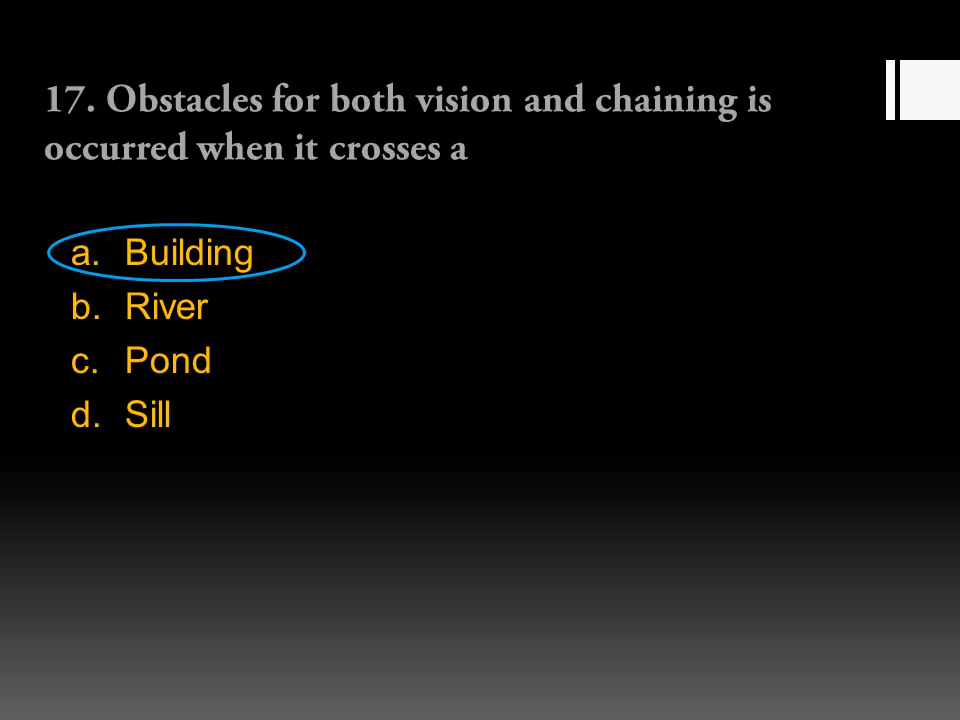 17. Obstacles for both vision and chaining is
occurred when it crosses a
a. Building
b. River
c. Pond
d. Sill